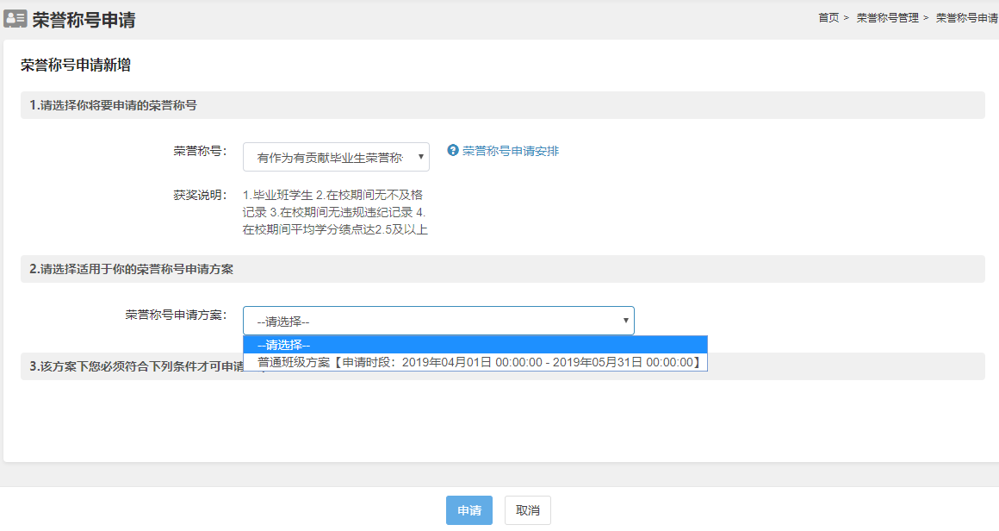 荣誉称号申请
首页 > 荣誉称号管理 > 荣誉称号申请
荣誉称号申请新增
1.请选择你将要申请的荣誉称号
荣誉称号：
有作为有贡献毕业生荣誉称
荣誉称号申请安排
获奖说明：
1.毕业班学生 2.在校期间无不及格
记录 3.在校期间无违规违纪记录 4.
在校期间平均学分绩点达2.5及以上
2.请选择适用于你的荣誉称号申请方案
荣誉称号申请方案：
--请选择--
--请选择--
普通班级方案【申请时段：2019年04月01日 00:00:00 - 2019年05月31日 00:00:00】
3.该方案下您必须符合下列条件才可申请
申请
取消